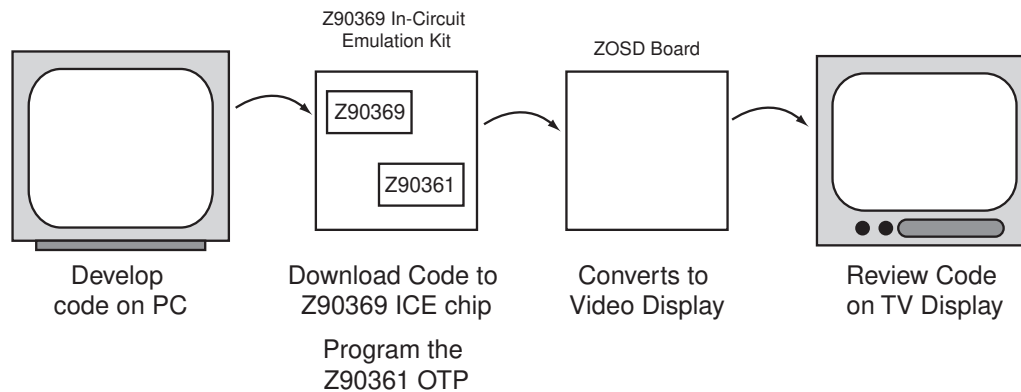 Z90369 In-Circuit
Emulation Kit
ZOSD Board
Z90369
Z90361
Develop
code on PC
Download Code to
Z90369 ICE chip
Program the
Z90361 OTP
Converts to
Video Display
Review Code
on TV Display